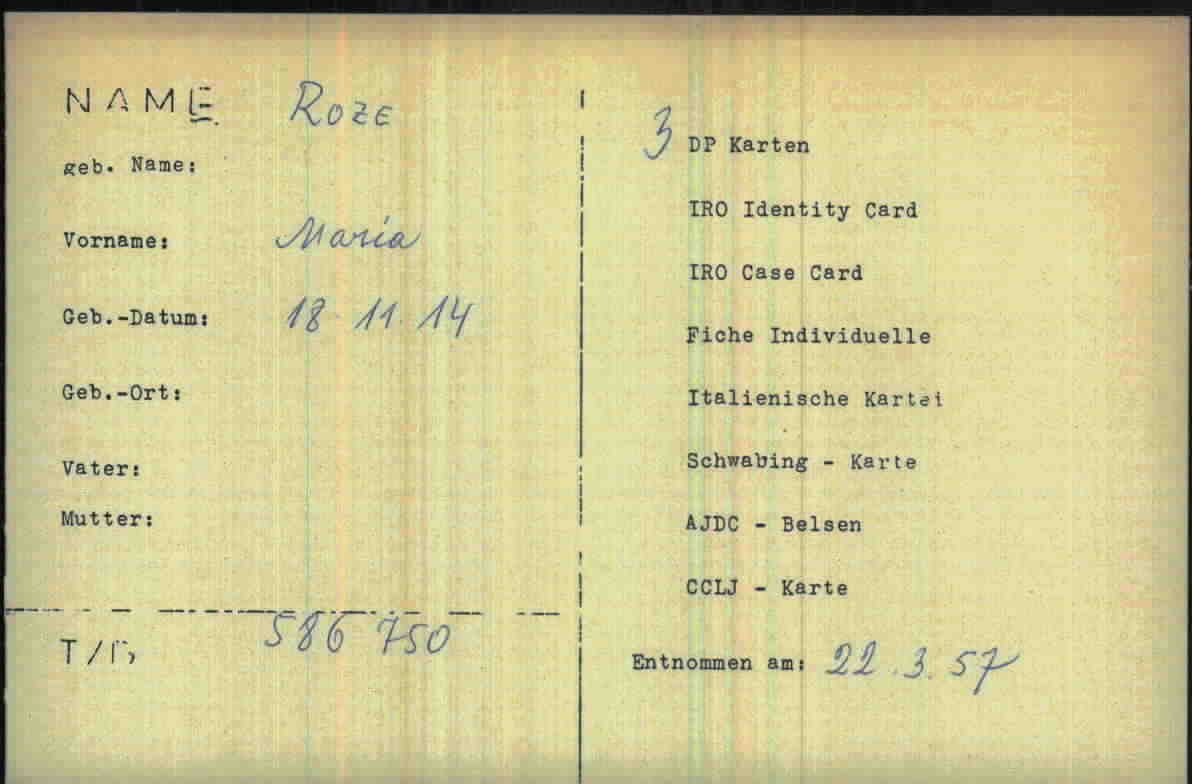 NAME Roze
geb. Name:
Vorname: Maria
Geb.-Datum: 18. 11. 14
Geb.-Ort:
Vater:
Mutter:
T/D, 586 750
3 DP Karten
IRO Identity Card
IRO Case Card
Fiche Individuelle
Italienische Kartei
Schwabing - Karte
AJDC - Belsen
CCLJ - Karte
Entnommen am: 22.3.57